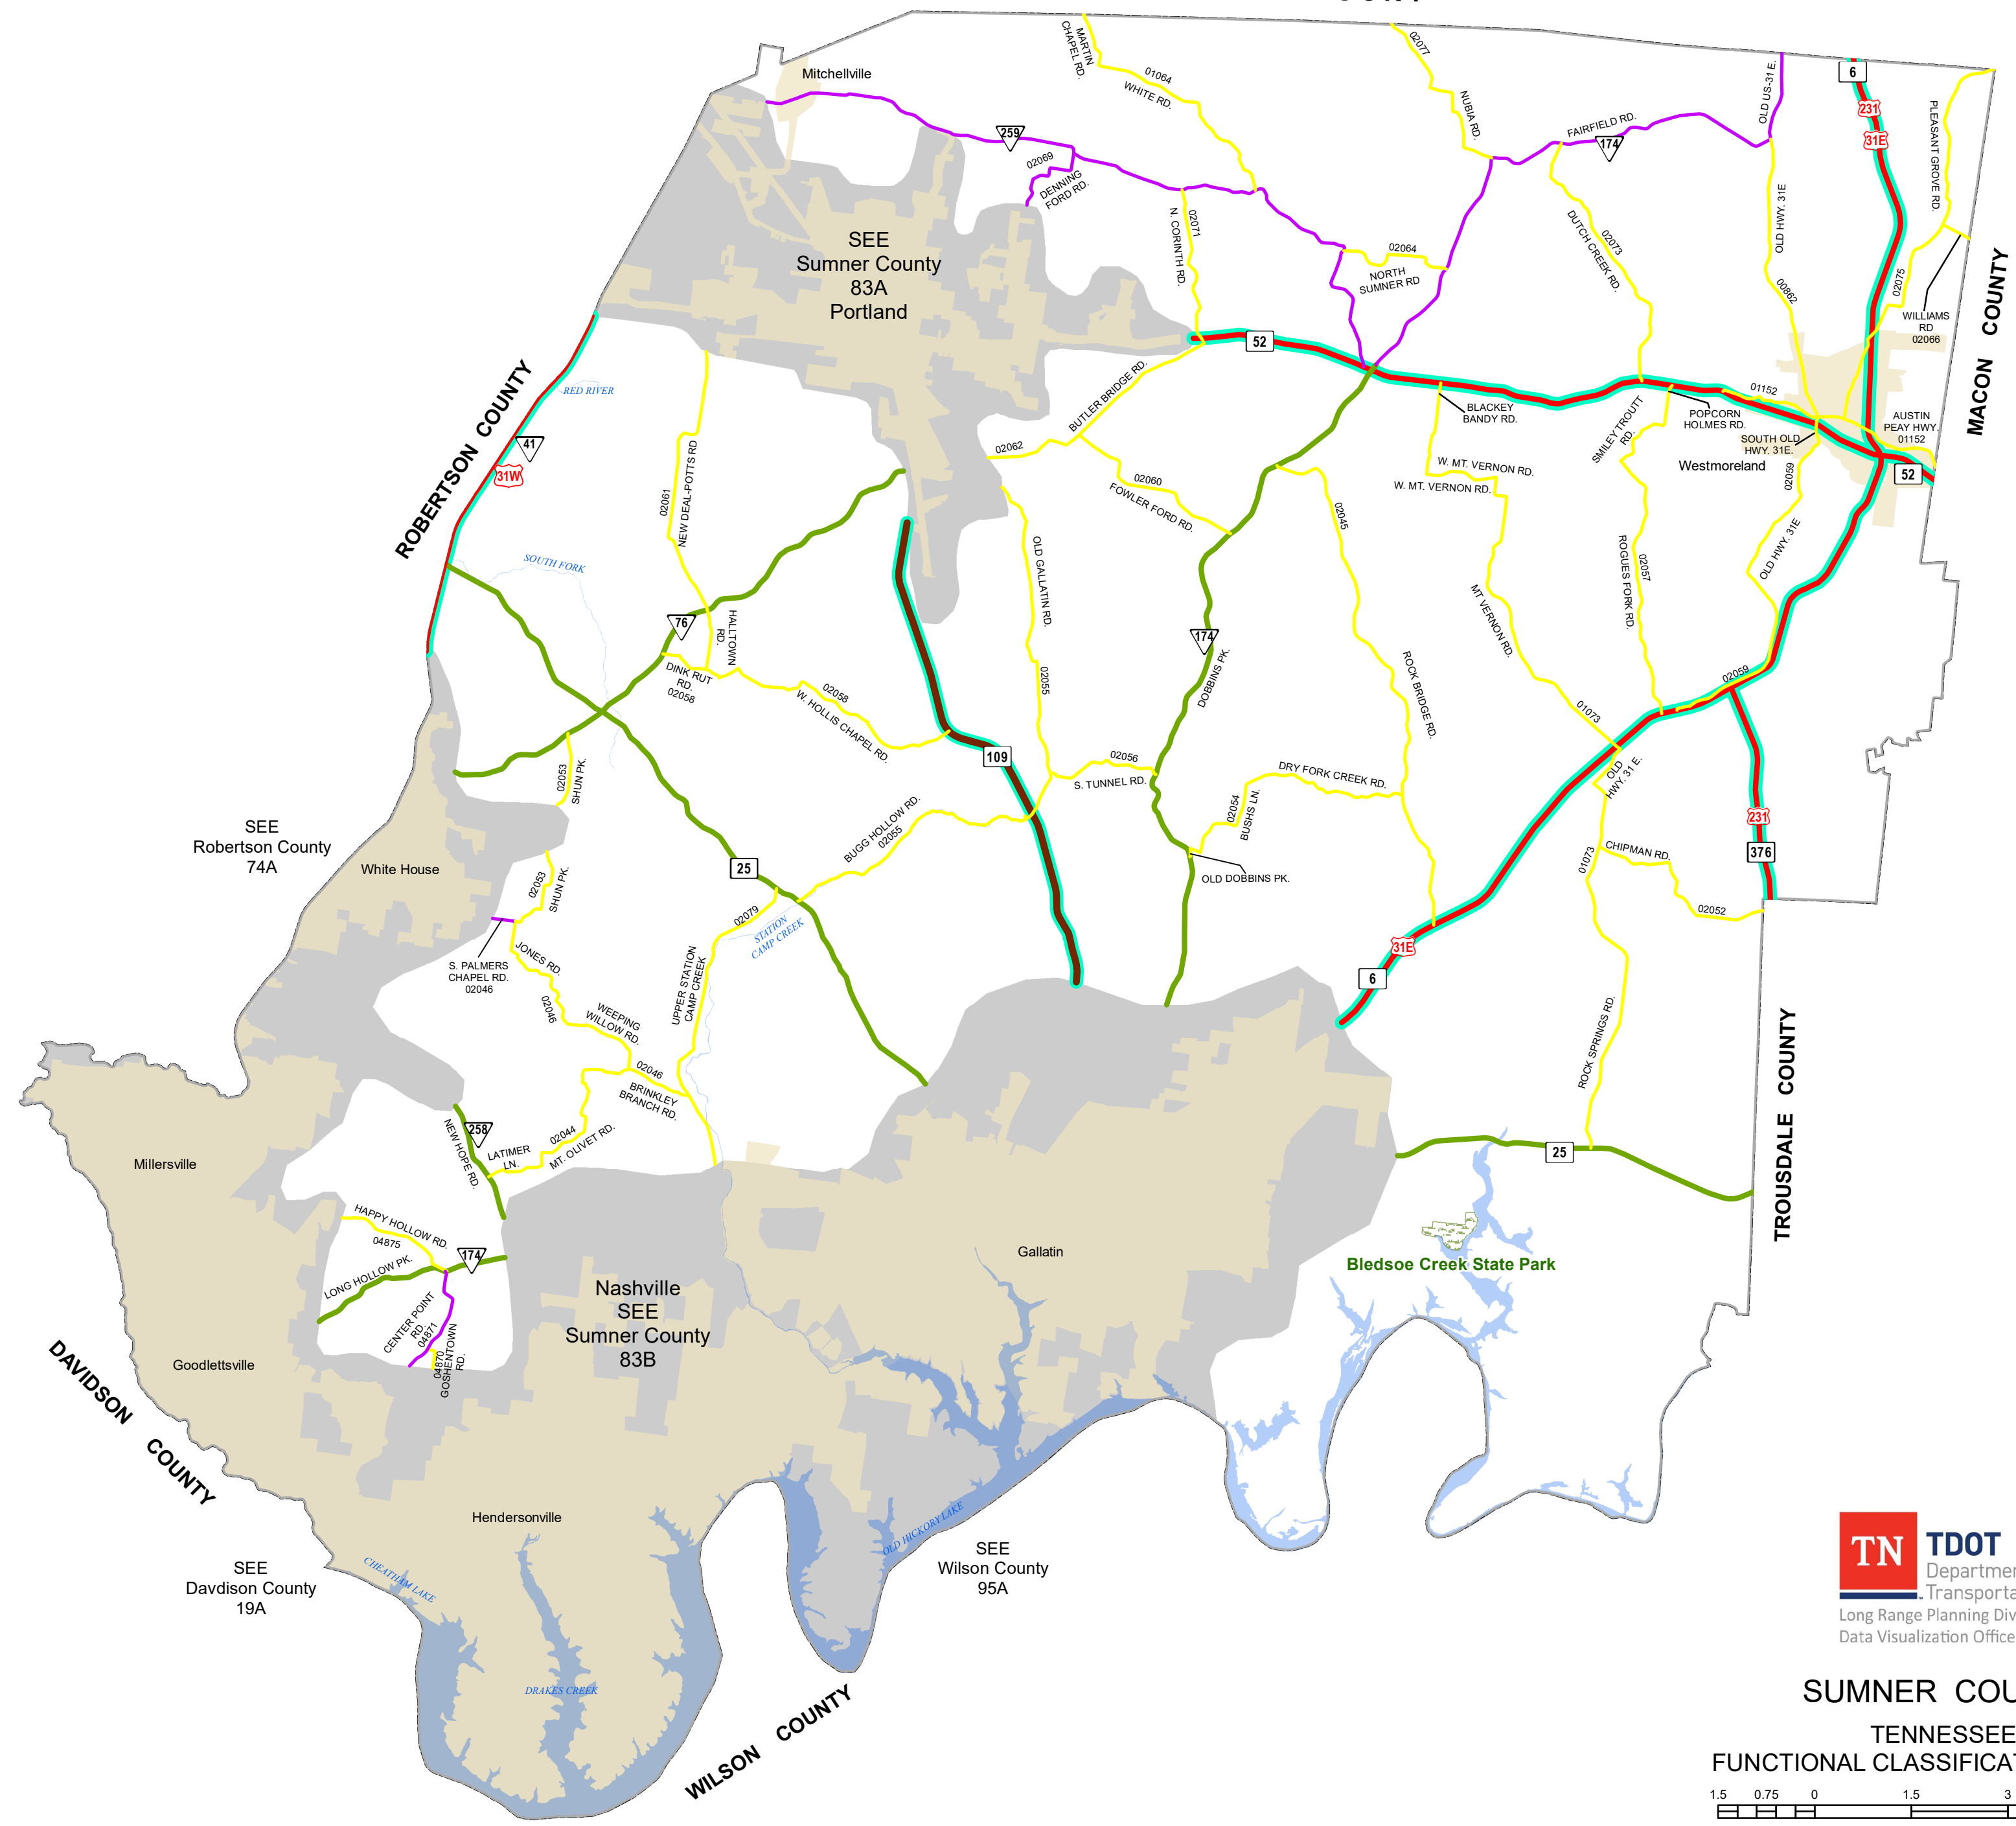 Mitchellville
MARTIN
CHAPEL RD.
01064
WHITE RD.
02077
NUBIA RD.
OLD US-31 E.
6
231
31E
PLEASANT GROVE RD.
FAIRFIELD RD.
174
259
02069
DENNING
FORD RD.
02071
N. CORINTH RD.
02064
NORTH
SUMNER RD
02073
DUTCH CREEK RD.
OLD HWY. 31E
00862
02075
WILLIAMS
RD
02066
MACON COUNTY
SEE
Sumner County
83A
Portland
52
ROBERTSON COUNTY
RED RIVER
41
31W
BUTLER BRIDGE RD.
BLACKEY
BANDY RD.
01152
POPCORN
HOLMES RD.
SMILEY TROUTT
RD.
SOUTH OLD
HWY. 31E.
AUSTIN
PEAY HWY.
01152
Westmoreland
52
02059
OLD HWY. 31E
02062
02060
FOWLER FORD RD.
W. MT. VERNON RD.
W. MT. VERNON RD.
02045
02061
NEW DEAL-POTTS RD
SOUTH FORK
OLD GALLATIN RD.
02055
ROGUES FORK RD.
02057
MT VERNON RD.
76
HALLTOWN
RD.
DINK RUT
RD.
02058
02058
W. HOLLIS CHAPEL RD.
174
DOBBINS PK.
ROCK BRIDGE RD.
02059
01073
OLD
HWY. 31 E.
109
02056
S. TUNNEL RD.
DRY FORK CREEK RD.
02054
BUSHS LN.
OLD DOBBINS PK.
02053
SHUN PK.
BUGG HOLLOW RD.
02055
231
376
CHIPMAN RD.
01073
02052
SEE
Robertson County
74A
White House
25
02053
SHUN PK.
02079
STATION
CAMP CREEK
S. PALMERS
CHAPEL RD.
02046
JONES RD.
02046
WEEPING
WILLOW RD.
UPPER STATION
CAMP CREEK
31E
6
ROCK SPRINGS RD.
TROUSDALE COUNTY
02046
BRINKLEY
BRANCH RD.
258
NEW HOPE RD.
LATIMER
LN.
02044
MT. OLIVET RD.
25
Millersville
HAPPY HOLLOW RD.
04875
LONG HOLLOW PK.
174
CENTER POINT
RD.
04871
04870
GOSHENTOWN
RD.
Gallatin
Bledsoe Creek State Park
Nashville
SEE
Sumner County
83B
Goodlettsville
DAVIDSON COUNTY
Hendersonville
CHEATHAM LAKE
OLD HICKORY LAKE
SEE
Davdison County
19A
SEE
Wilson County
95A
DRAKES CREEK
WILSON COUNTY
TN
TDOT
Departmen
Transporta
Long Range Planning Div
Data Visualization Office
SUMNER COU
TENNESSEE
FUNCTIONAL CLASSIFICAT
1.5 0.75 0 1.5 3